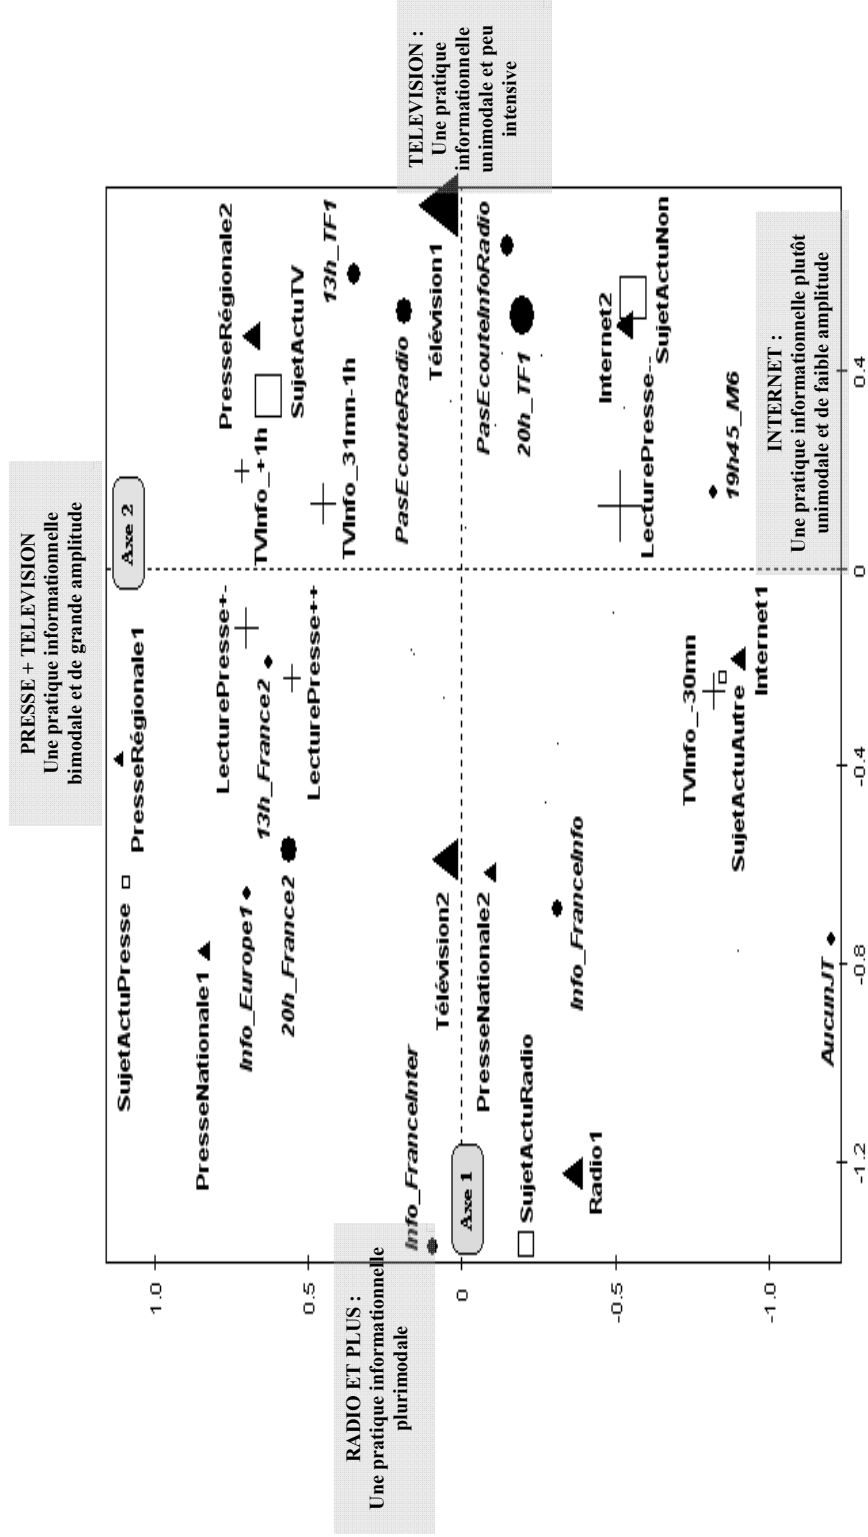 PRESSE + TELEVISION
Une pratique informationnelle
bimodale et de grande amplitude
Axe 2
SujetActuPresse
PresseRégionale1
PresseNationale1
LecturePresse+-
PresseRégionale2
Info_Europe1
13h_France2
TVInfo_+1h
SujetActuTV
20h_France2
LecturePresse++
TVInfo_31mn-1h
13h_TF1
PasEcouteRadio
Info_FranceInter
Télévision2
Télévision1
TELEVISION :
Une pratique
informationnelle
unimodale et peu
intensive
RADIO ET PLUS :
Une pratique informationnelle
plurimodale
Axe 1
PresseNationale2
PasEcouteInfoRadio
SujetActuRadio
20h_TF1
Info_FranceInfo
Radio1
Internet2
LecturePresse--
SujetActuNon
TVInfo_-30mn
19h45_M6
SujetActuAutre
Internet1
AucunJT
INTERNET :
Une pratique informationnelle plutôt
unimodale et de faible amplitude
1.0
0.5
0
-0.5
-1.0
-1.2
-0.8
-0.4
0
0.4